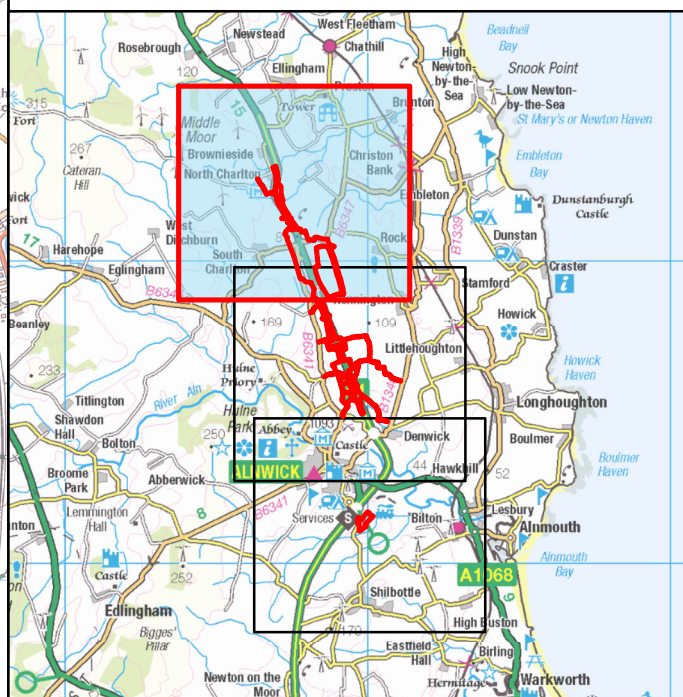 West Fleetham
Newstead
Rosebrough
Chathill
Beadnell
Bay
High
Newton-
by-the-
Sea
Snook Point
Ellingham
120
15
Low Newton-
by-the-Sea
St Mary's or Newton Haven
Tower
Brunton
315
Fort
Middle
Moor
267
Cateran
Hill
Brownieside
North Charlton
Christon
Bank
Embleton
Bay
Embleton
B6347
B1339
Dunstanburgh
Castle
West
Ditchburn
Rock
Dunstan
17
Harehope
South
Charlton
Eglingham
Craster
B634
Stamford
Beanley
169
109
Howick
B6341
Littlehoughton
233
Hulne
Priory
B134
Howick
Haven
River Aln
Titlington
Hulne
Park
Longhoughton
Shawdon
Hall
Bolton
250
Abbey
1093
Castle
Denwick
Boulmer
ALNWICK
44
Hawkhill
52
Boulmer
Haven
Broome
Park
Abberwick
8
B6341
Lemmington
Hall
Services
S
Bilton
Lesbury
Alnmouth
Castle
252
A1068
9
Alnmouth
Bay
Edlingham
Shilbottle
Bigges'
Pillar
170
High Buston
Eastfield
Hall
Birling
Newton on the
Moor
Hermitage
Warkworth